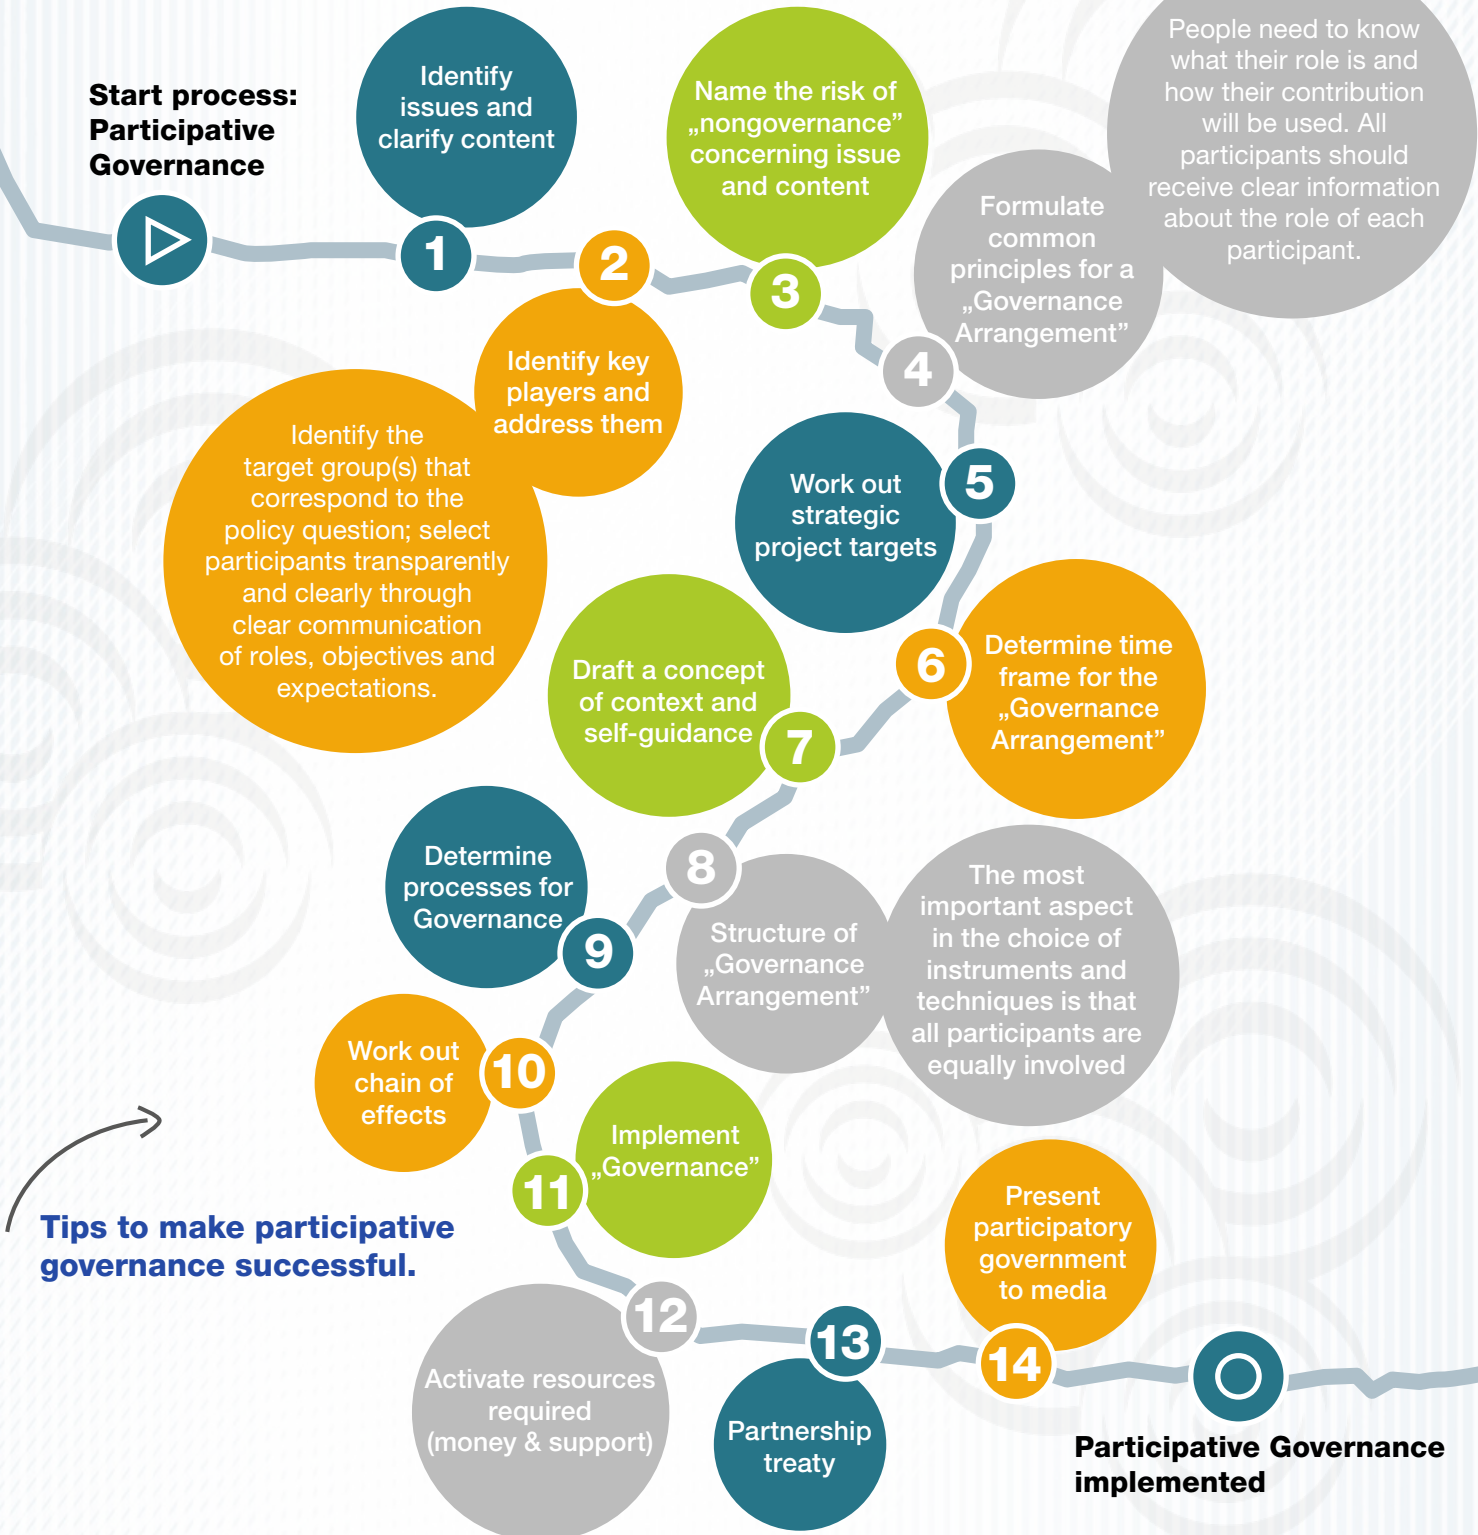 Start process:
Participative
Governance
1
Identify
issues and
clarify content
2
Identify key
players and
address them
Identify the
target group(s) that
correspond to the
policy question; select
participants transparently
and clearly through
clear communication
of roles, objectives and
expectations.
3
Name the risk of
„nongovernance”
concerning issue
and content
4
Formulate
common
principles for a
„Governance
Arrangement”
People need to know
what their role is and
how their contribution
will be used. All
participants should
receive clear information
about the role of each
participant.
5
Work out
strategic
project targets
6
Determine time
frame for the
„Governance
Arrangement”
7
Draft a concept
of context and
self-guidance
8
Structure of
„Governance
Arrangement”
The most
important aspect
in the choice of
instruments and
techniques is that
all participants are
equally involved
9
Determine
processes for
Governance
10
Work out
chain of
effects
11
Implement
„Governance”
Tips to make participative
governance successful.
12
Activate resources
required
(money & support)
13
Partnership
treaty
14
Present
participatory
government
to media
Participative Governance
implemented